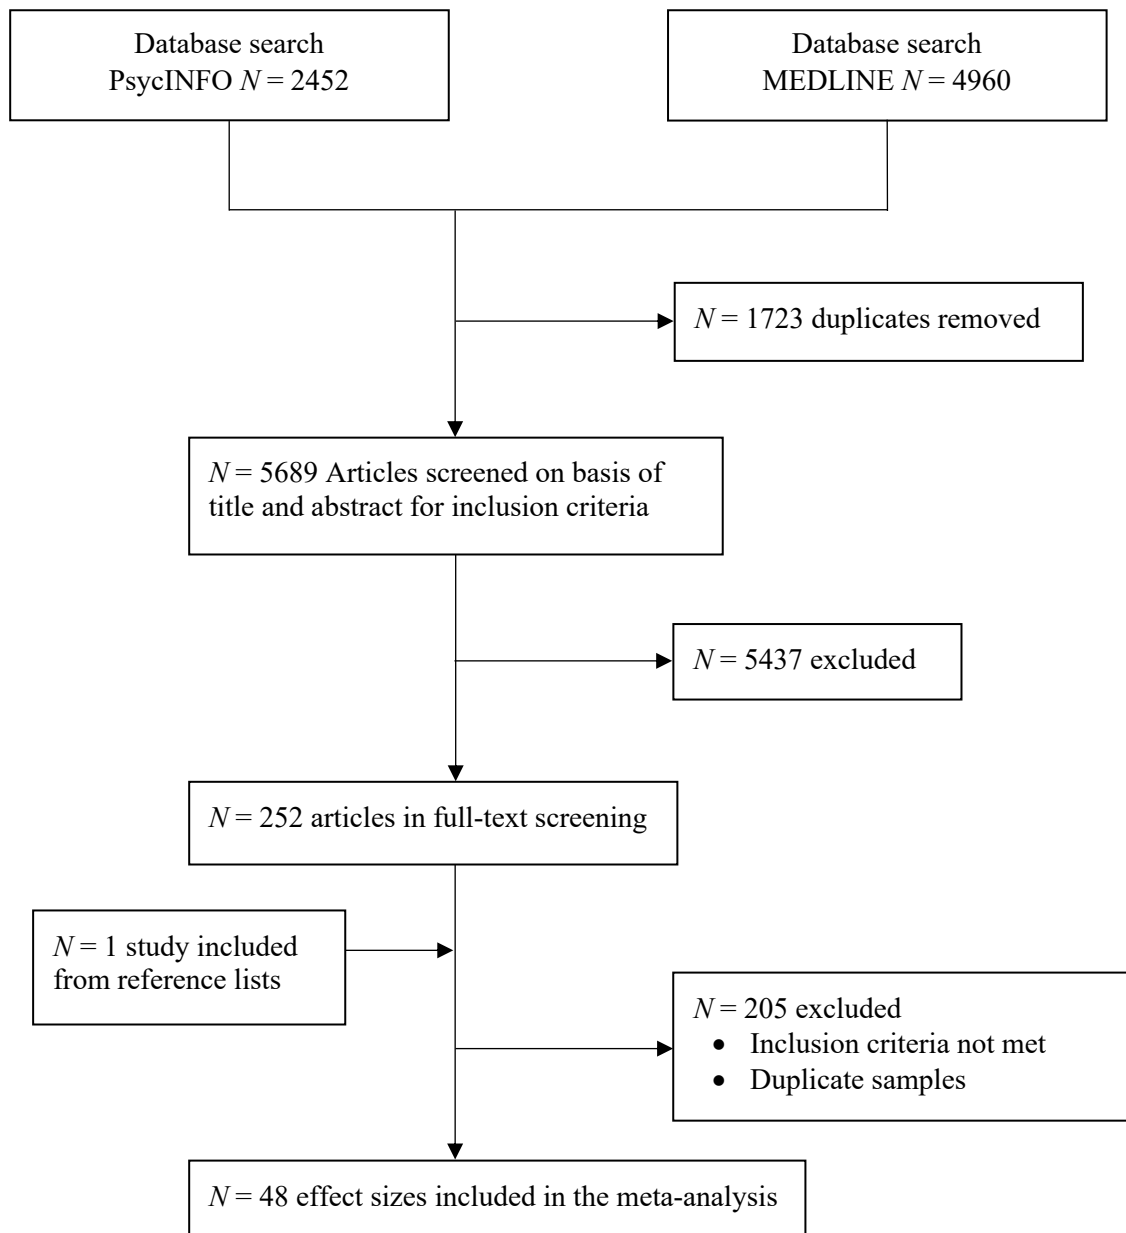 Database search
PsycINFO N = 2452
Database search
MEDLINE N = 4960
N = 1723 duplicates removed
N = 5689 Articles screened on basis of
title and abstract for inclusion criteria
N = 5437 excluded
N = 252 articles in full-text screening
N = 1 study included
from reference lists
N = 205 excluded
• Inclusion criteria not met
• Duplicate samples
N = 48 effect sizes included in the meta-analysis